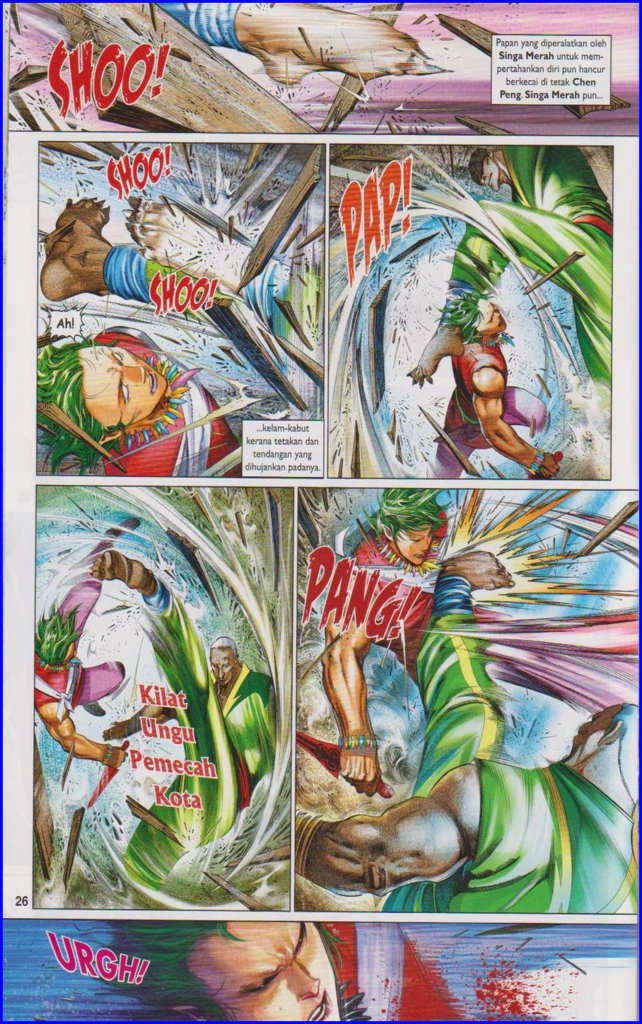 SHOO!
Papan yang diperalatkan oleh
Singa Merah untuk mem-
pertahankan diri pun hancur
berkecai di tetak Chen
Peng. Singa Merah pun...
SHOO!
SHOO!
Ah!
...kelam-kabut
kerana tetakan dan
tendangan yang
dihujankan padanya.
PAP!
Kilat
Ungu
Pemecah
Kota
PANG!
26
URGH!